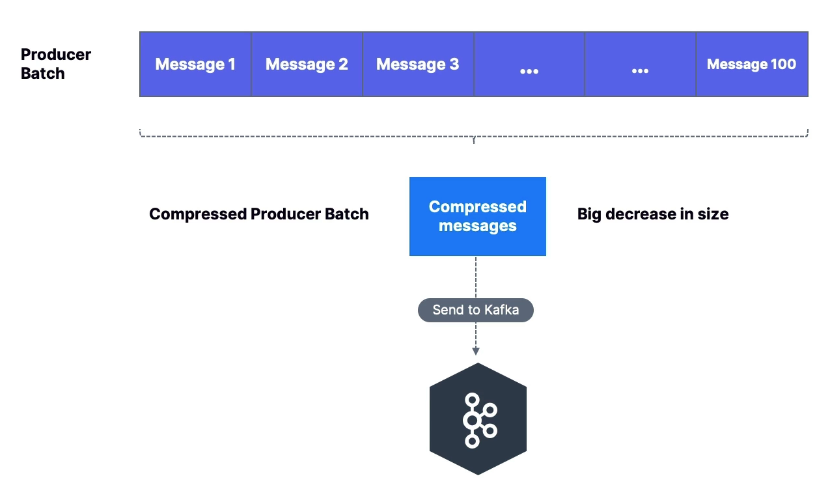 Producer
Batch
Message 1
Message 2
Message 3
...
...
Message 100
Compressed Producer Batch
Compressed
messages
Big decrease in size
Send to Kafka